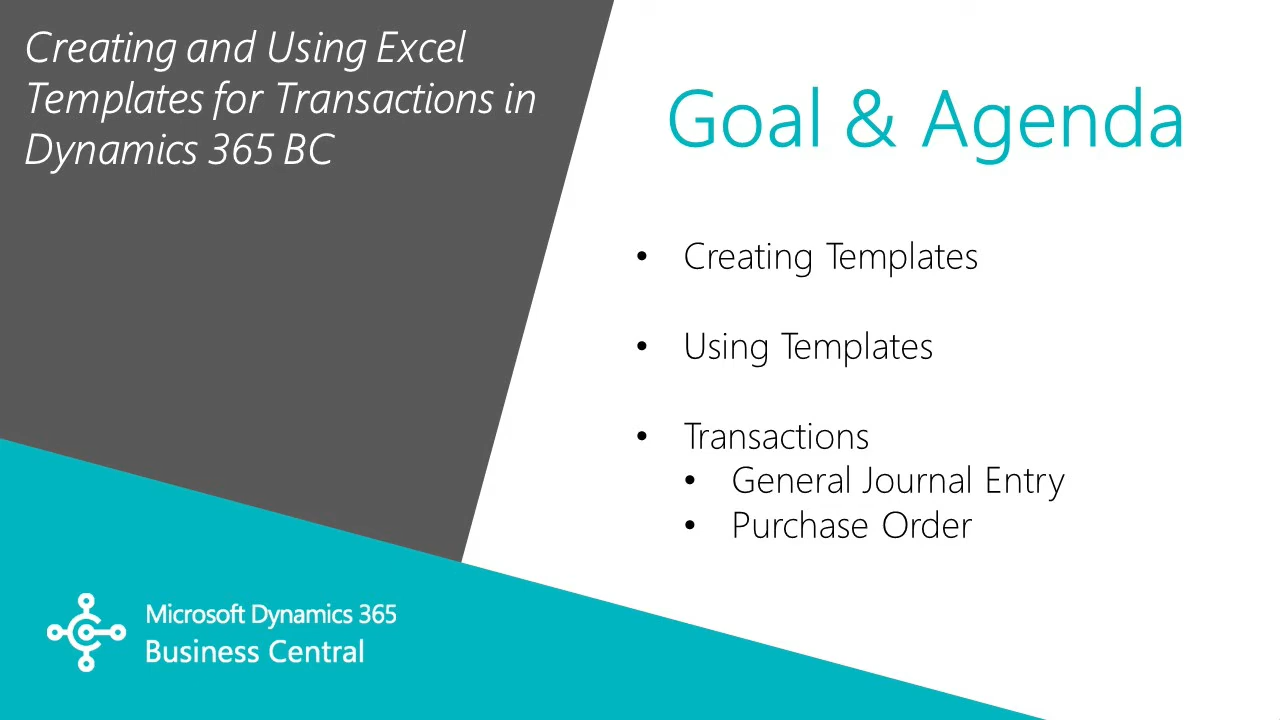 Creating and Using Excel
Templates for Transactions in
Dynamics 365 BC
Goal & Agenda
• Creating Templates
• Using Templates
• Transactions
• General Journal Entry
• Purchase Order
Microsoft Dynamics 365
Business Central